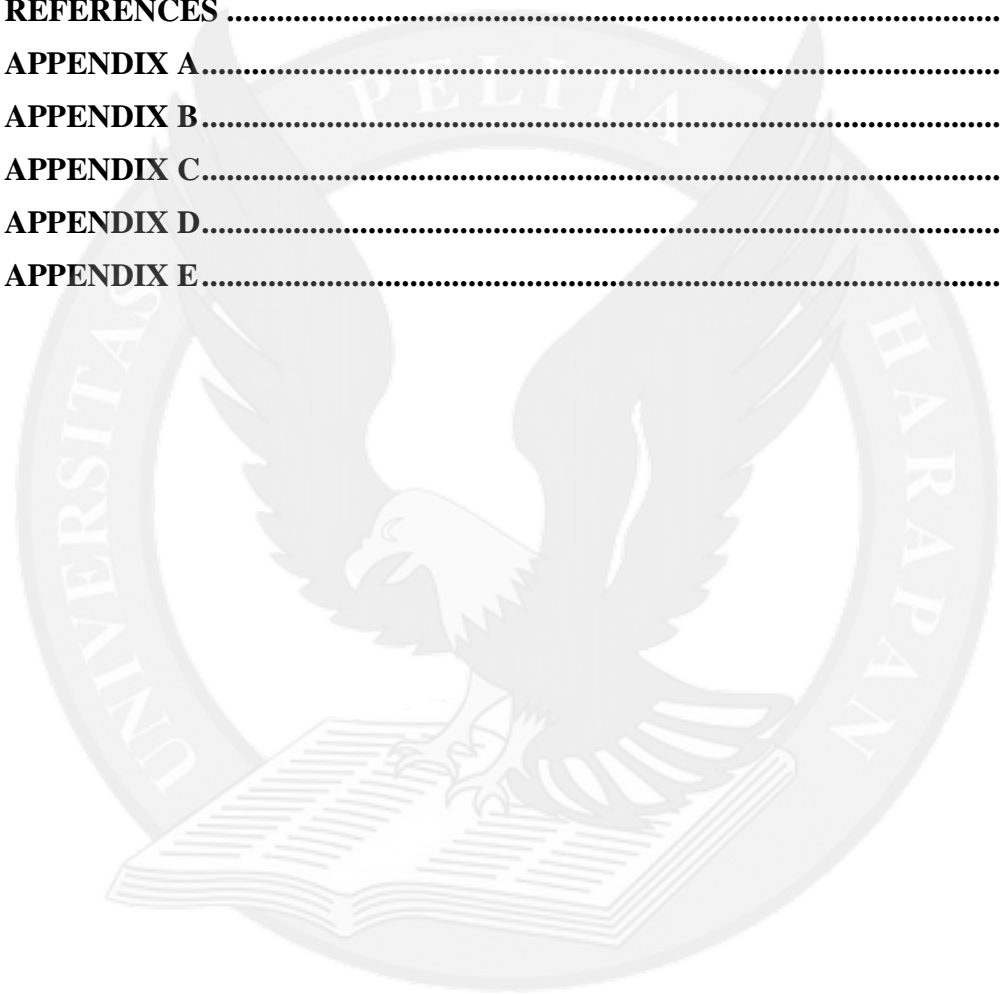 REFERENCES ........................................................................................
APPENDIX A...........................................................................................
APPENDIX B...........................................................................................
APPENDIX C...........................................................................................
APPENDIX D...........................................................................................
APPENDIX E...........................................................................................
UNIVERSITAS PELITA HARAPAN